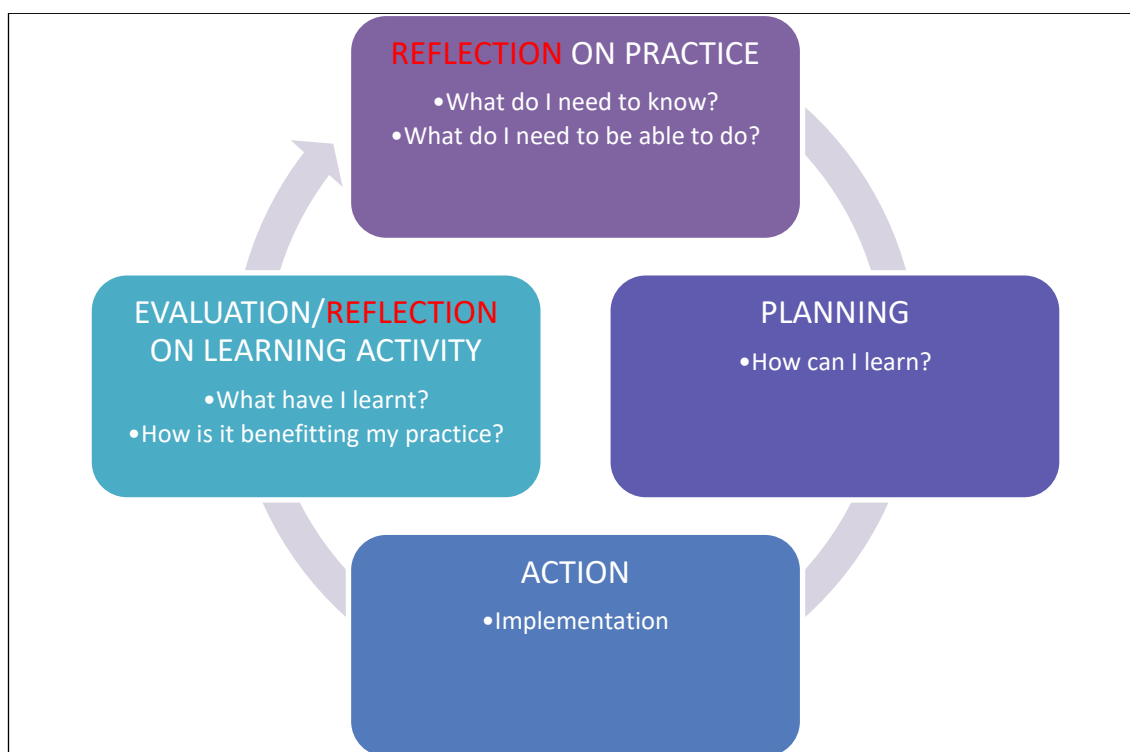 REFLECTION ON PRACTICE
•What do I need to know?
•What do I need to be able to do?
PLANNING
•How can I learn?
ACTION
•Implementation
EVALUATION/REFLECTION
ON LEARNING ACTIVITY
•What have I learnt?
•How is it benefitting my practice?